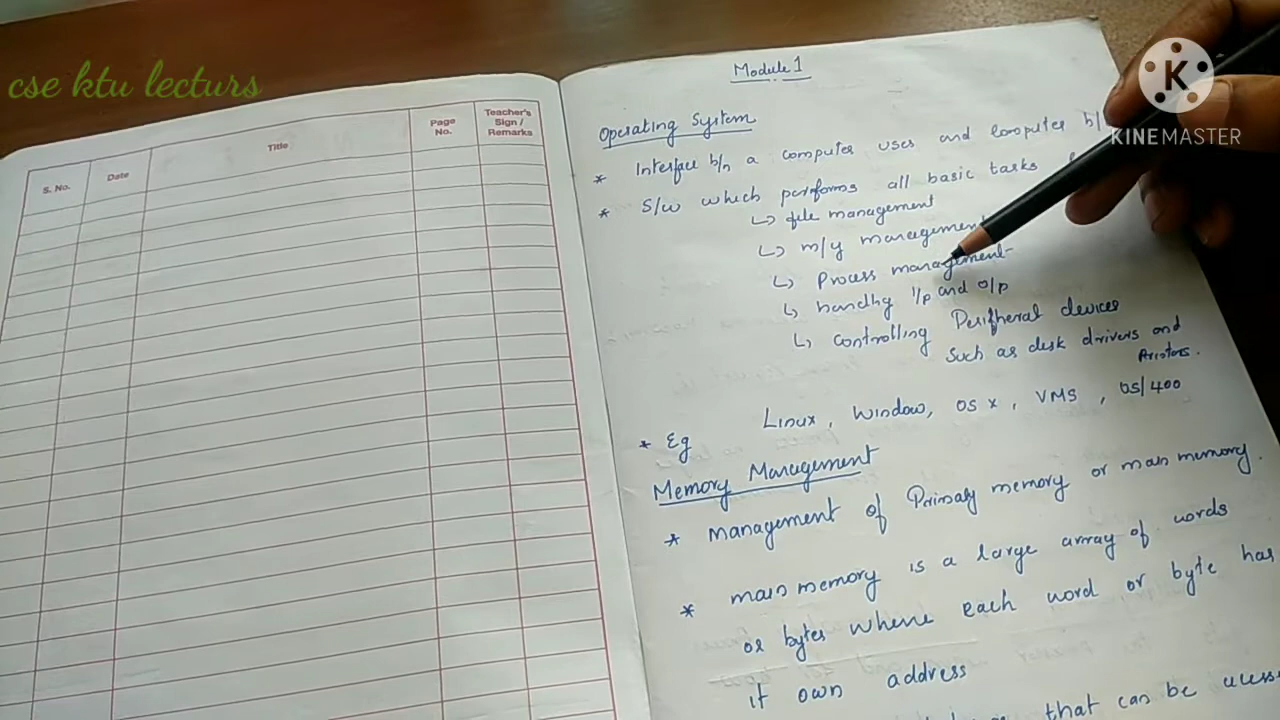 cse ktu lecturs
KINEMASTER
S. No.
Date
Title
Page No.
Teacher's Sign / Remarks
Module 1
Operating System
* Interface b/n a computer user and computer h/
* S/w which performs all basic tasks
↳ file management
↳ m/y management
↳ Process management
↳ handling i/p and o/p
↳ controlling Peripheral devices
such as desk drivers and
Printers.
* Eg Linux, Window, OS x, VMS, OS/400
Memory Management
* management of Primary memory or main memory.
* main memory is a large array of words
or bytes where each word or byte has
it own address
that can be